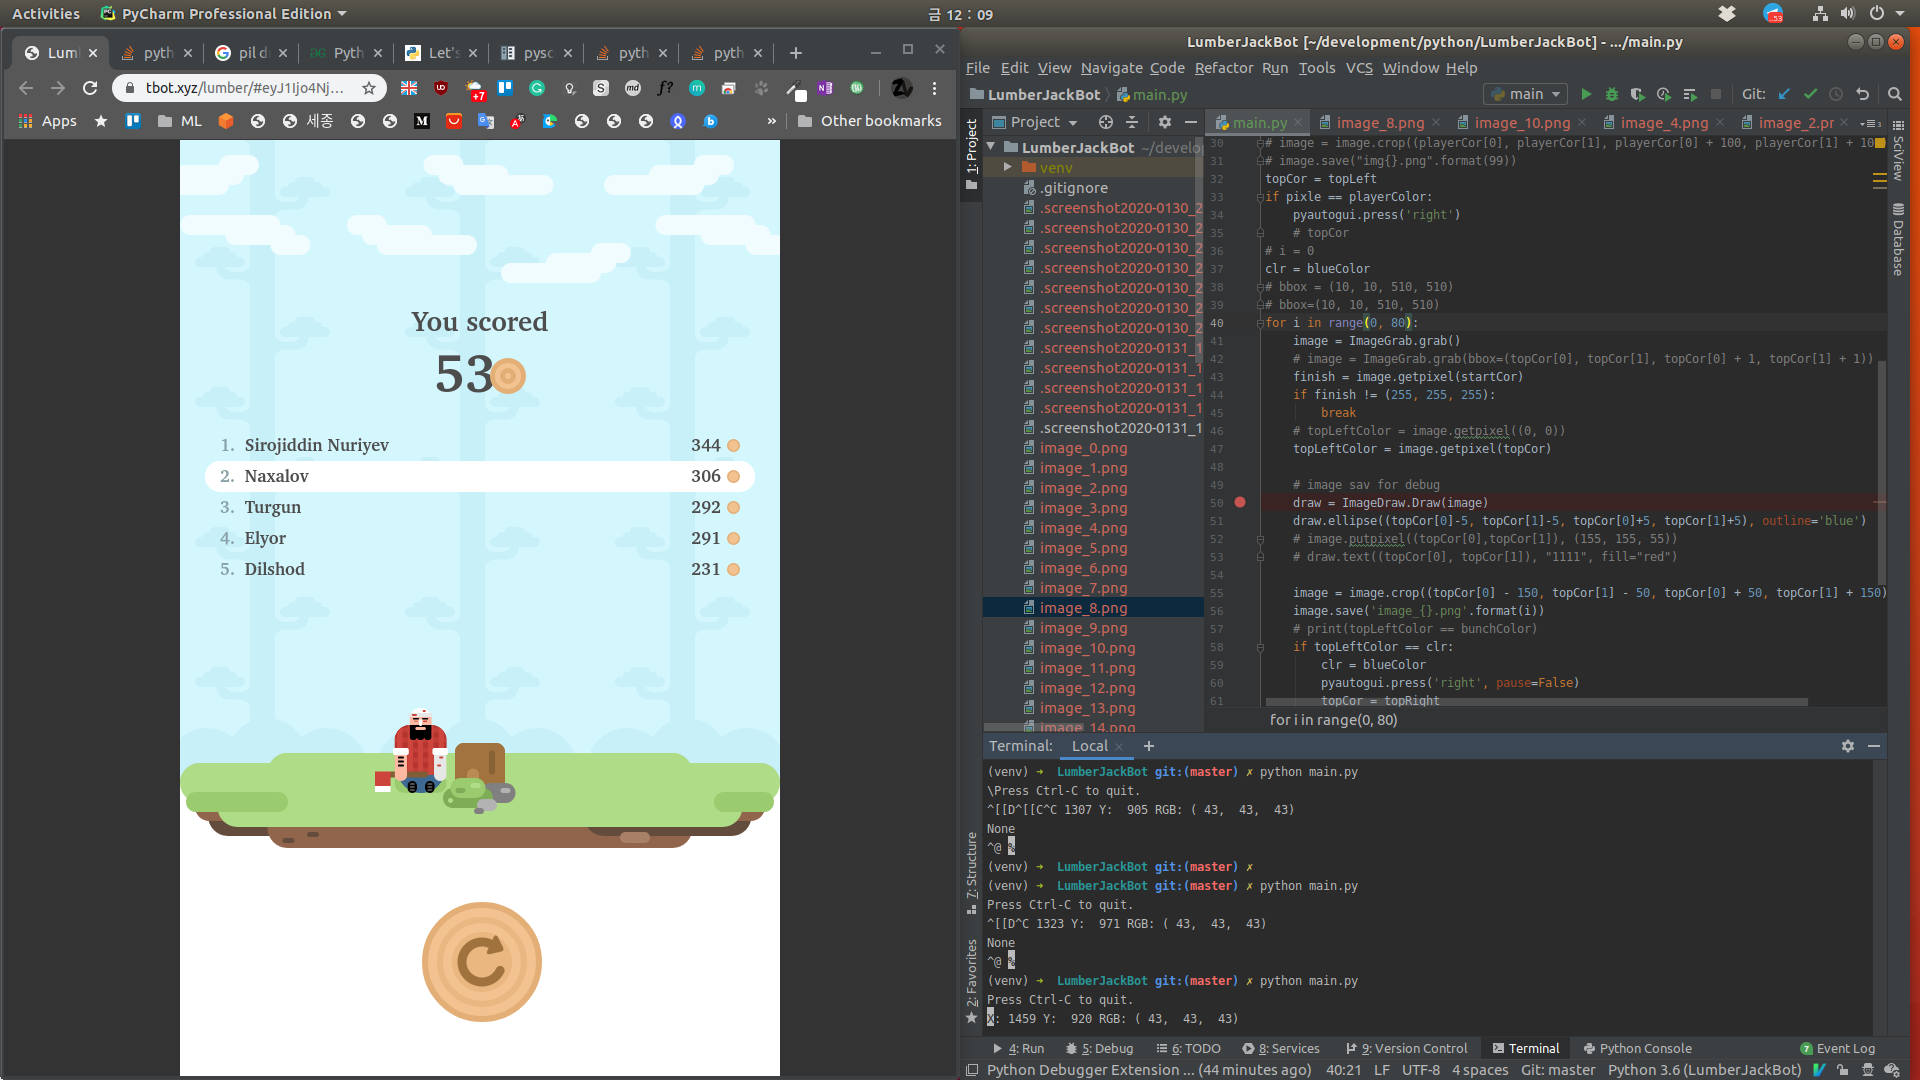 Activities
PyCharm Professional Edition
금 12 : 09
53
Luml
pyth
pil d
Pyth
Let's
pysc
pyth
pyth
tbot.xyz/lumber/#eyJ1Ijo4Nj...
+7
Apps
ML
세종
Other bookmarks
You scored
53
1. Sirojiddin Nuriyev 344
2. Naxalov 306
3. Turgun 292
4. Elyor 291
5. Dilshod 231
LumberJackBot [~/development/python/LumberJackBot] - .../main.py
File Edit View Navigate Code Refactor Run Tools VCS Window Help
LumberJackBot
main.py
main
Git:
Project
main.py
image_8.png
image_10.png
image_4.png
image_2.pr
1: Project
LumberJackBot ~/develo
venv
.gitignore
.screenshot2020-0130_2
.screenshot2020-0130_2
.screenshot2020-0130_2
.screenshot2020-0130_2
.screenshot2020-0130_2
.screenshot2020-0130_2
.screenshot2020-0130_2
.screenshot2020-0131_1
.screenshot2020-0131_1
.screenshot2020-0131_1
.screenshot2020-0131_1
.screenshot2020-0131_1
image_0.png
image_1.png
image_2.png
image_3.png
image_4.png
image_5.png
image_6.png
image_7.png
image_8.png
image_9.png
image_10.png
image_11.png
image_12.png
image_13.png
image_14.png
30 # image = image.crop((playerCor[0], playerCor[1], playerCor[0] + 100, playerCor[1] + 10
31 # image.save("img{}.png".format(99))
32 topCor = topLeft
33 if pixle == playerColor:
34 pyautogui.press('right')
35 # topCor
36 # i = 0
37 clr = blueColor
38 # bbox = (10, 10, 510, 510)
39 # bbox=(10, 10, 510, 510)
40 for i in range(0, 80):
41 image = ImageGrab.grab()
42 # image = ImageGrab.grab(bbox=(topCor[0], topCor[1], topCor[0] + 1, topCor[1] + 1))
43 finish = image.getpixel(startCor)
44 if finish != (255, 255, 255):
45 break
46 # topLeftColor = image.getpixel((0, 0))
47 topLeftColor = image.getpixel(topCor)
48
49 # image sav for debug
50 draw = ImageDraw.Draw(image)
51 draw.ellipse((topCor[0]-5, topCor[1]-5, topCor[0]+5, topCor[1]+5), outline='blue')
52 # image.putpixel((topCor[0],topCor[1]), (155, 155, 55))
53 # draw.text((topCor[0], topCor[1]), "1111", fill="red")
54
55 image = image.crop((topCor[0] - 150, topCor[1] - 50, topCor[0] + 50, topCor[1] + 150)
56 image.save('image_{}.png'.format(i))
57 # print(topLeftColor == bunchColor)
58 if topLeftColor == clr:
59 clr = blueColor
60 pyautogui.press('right', pause=False)
61 topCor = topRight
for i in range(0, 80)
SciView
Database
Terminal: Local
(venv) → LumberJackBot git:(master) ✗ python main.py
\Press Ctrl-C to quit.
^[[D^[[C^C 1307 Y: 905 RGB: ( 43, 43, 43)
None
^@ %
(venv) → LumberJackBot git:(master) ✗
(venv) → LumberJackBot git:(master) ✗ python main.py
Press Ctrl-C to quit.
^[[D^C 1323 Y: 971 RGB: ( 43, 43, 43)
None
^@ %
(venv) → LumberJackBot git:(master) ✗ python main.py
Press Ctrl-C to quit.
X: 1459 Y: 920 RGB: ( 43, 43, 43)
7: Structure
2: Favorites
4: Run
5: Debug
6: TODO
8: Services
9: Version Control
Terminal
Python Console
7 Event Log
Python Debugger Extension ... (44 minutes ago)
40:21 LF UTF-8 4 spaces Git: master Python 3.6 (LumberJackBot)